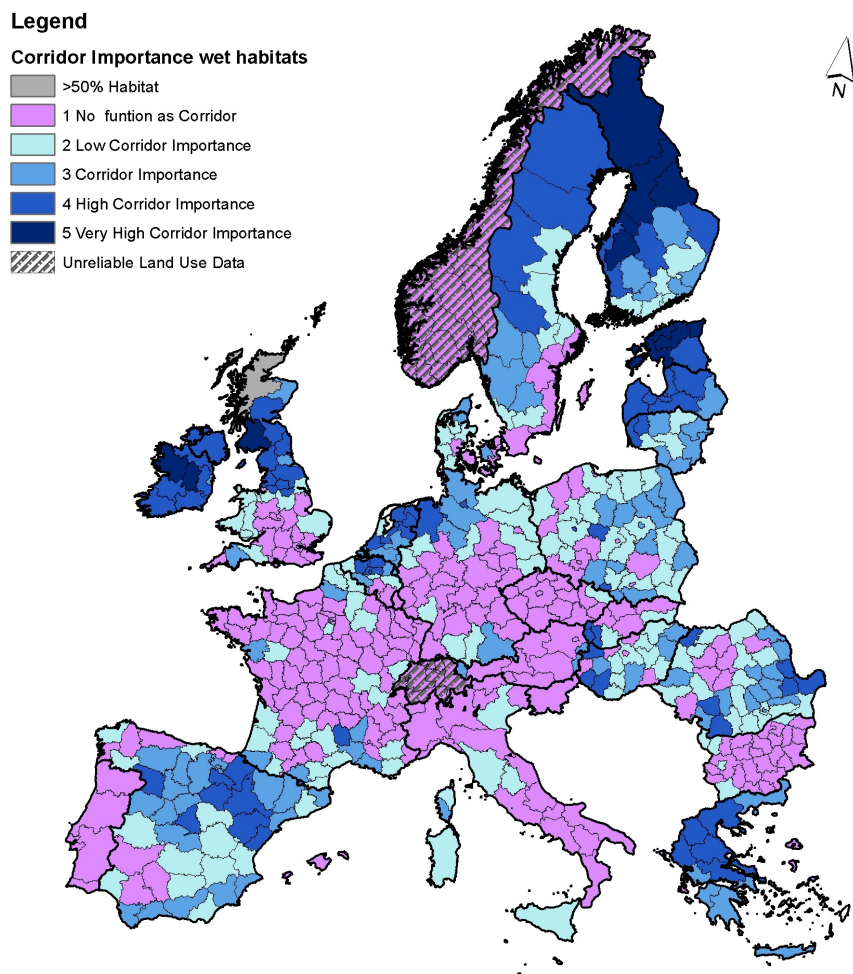 Legend
Corridor Importance wet habitats
>50% Habitat
1 No funtion as Corridor
2 Low Corridor Importance
3 Corridor Importance
4 High Corridor Importance
5 Very High Corridor Importance
Unreliable Land Use Data
N